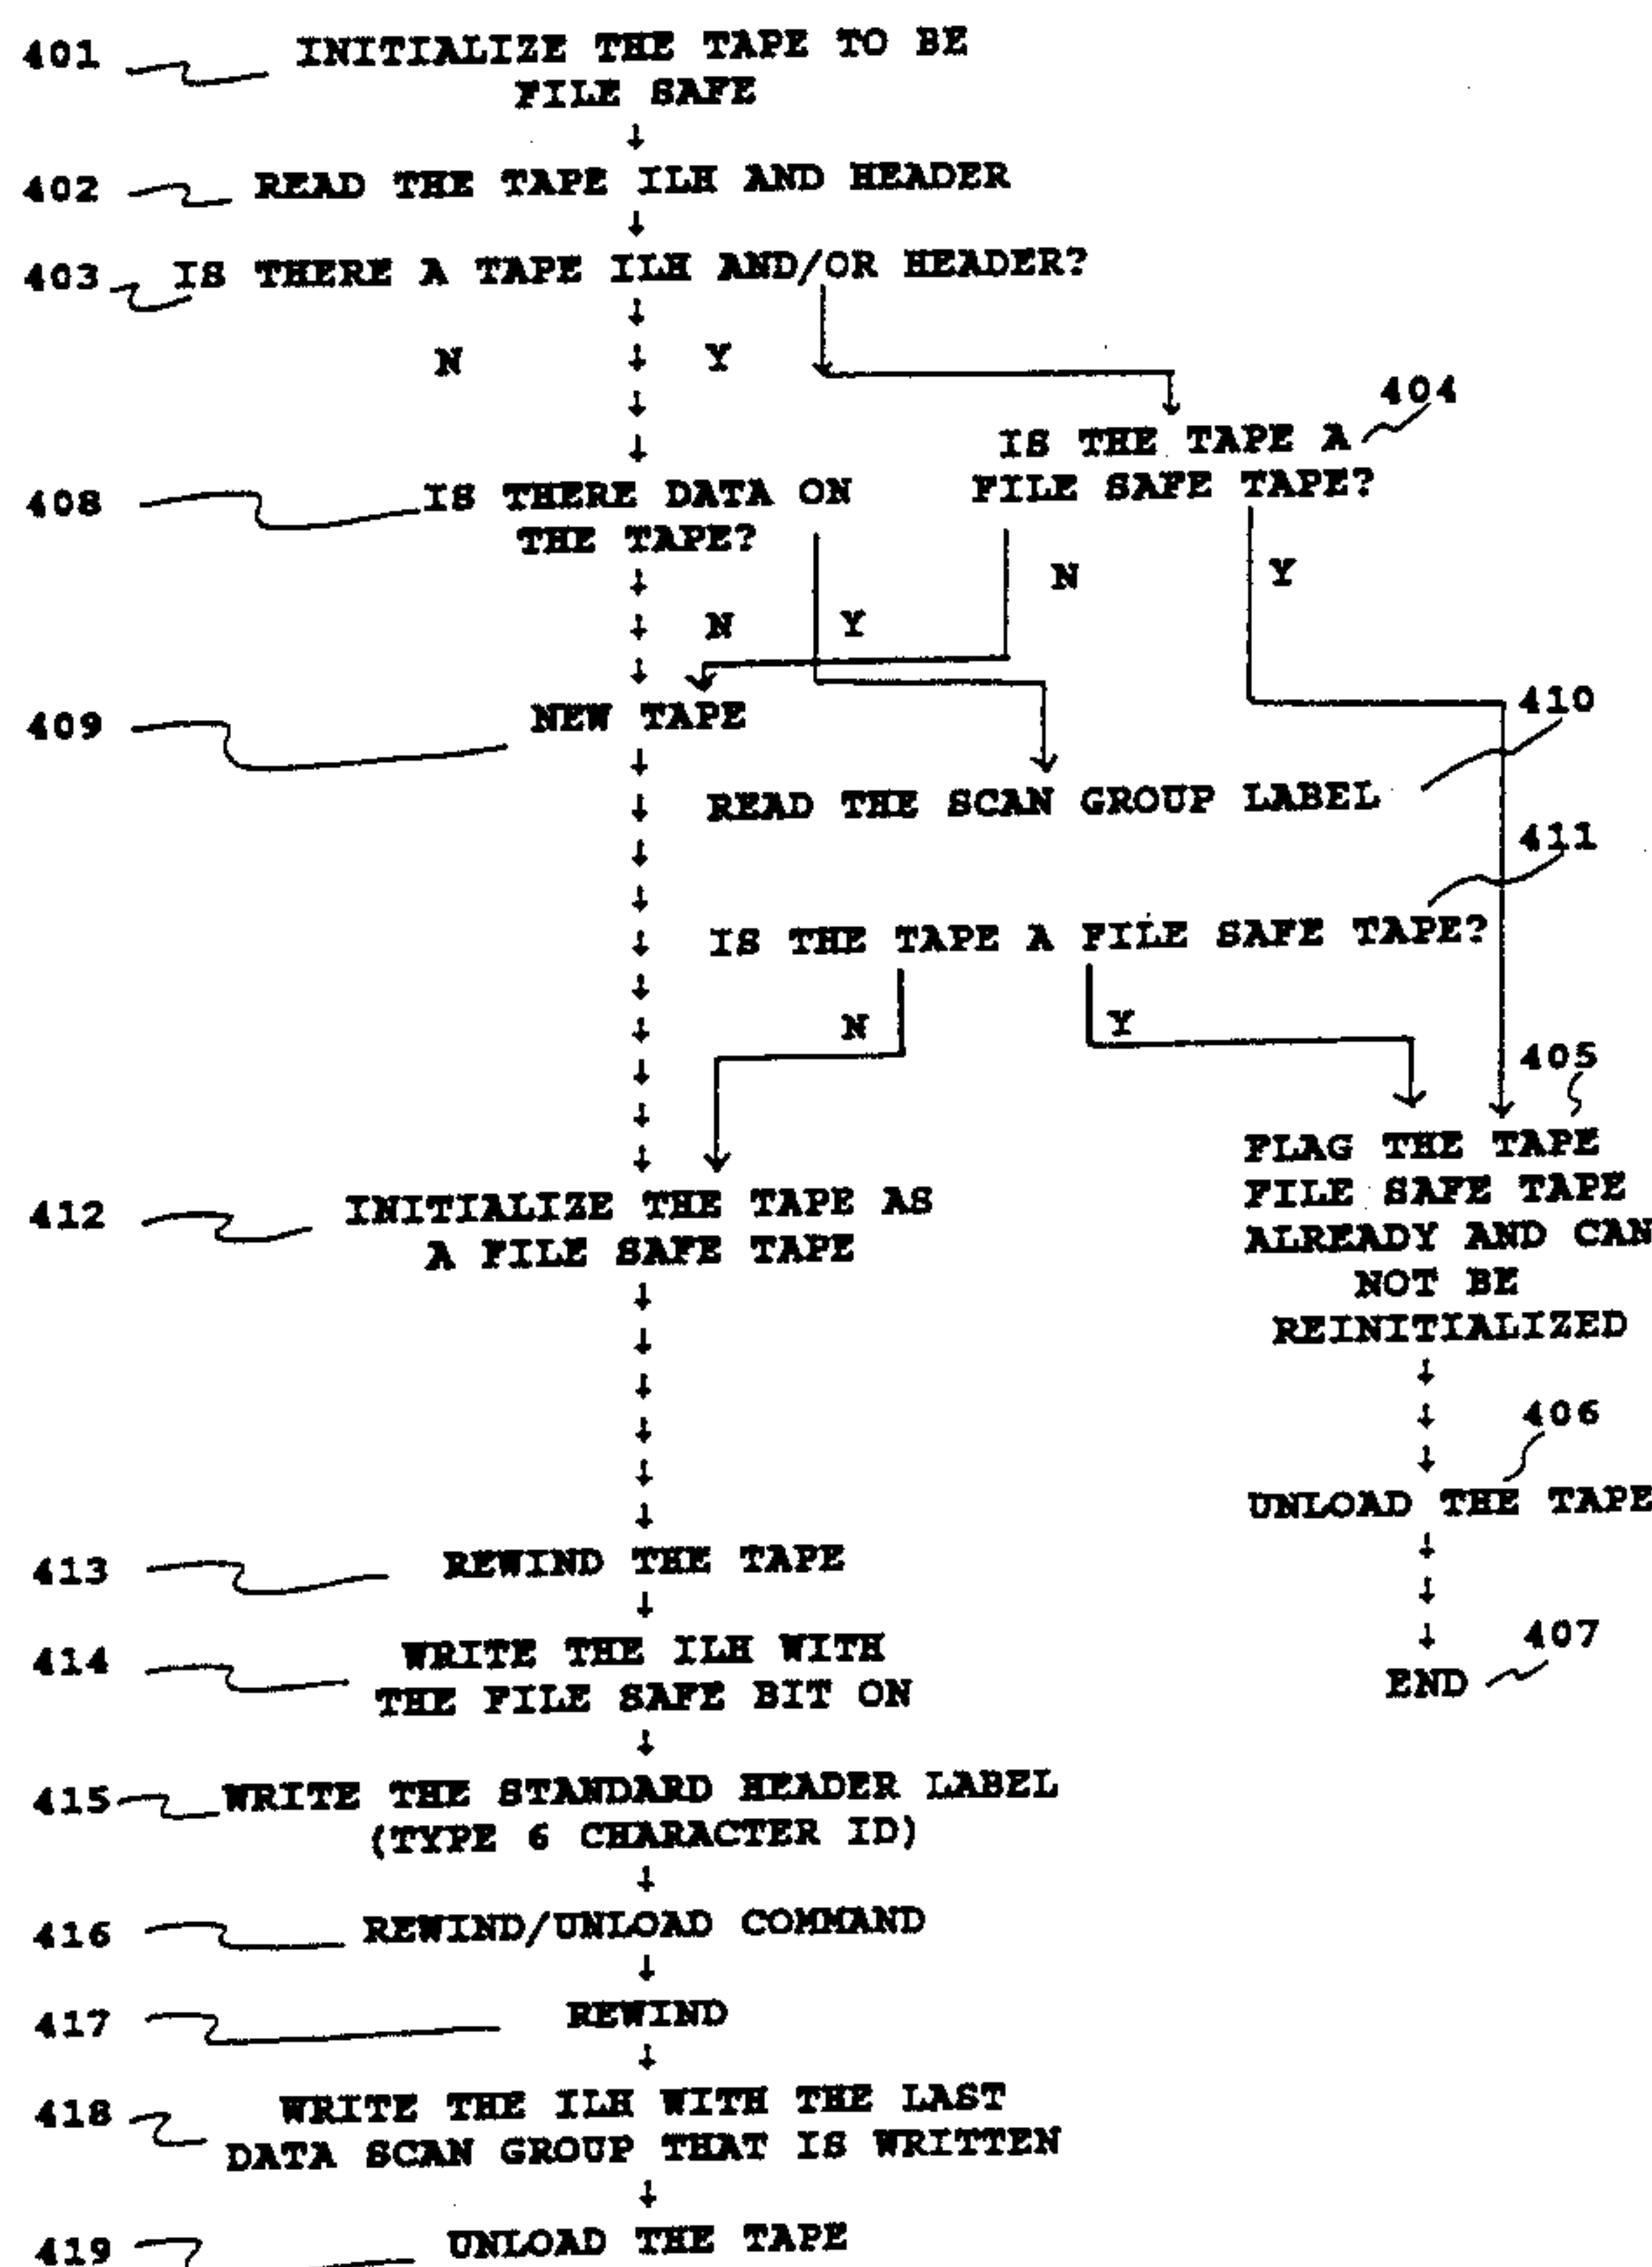 401 INITIALIZE THE TAPE TO BE
FILE SAFE
402 READ THE TAPE ILH AND HEADER
403 IS THERE A TAPE ILH AND/OR HEADER?
N Y
404
IS THE TAPE A
FILE SAFE TAPE?
408 IS THERE DATA ON
THE TAPE?
N Y
N Y
409 NEW TAPE
410
READ THE SCAN GROUP LABEL
411
IS THE TAPE A FILE SAFE TAPE?
N Y
405
FLAG THE TAPE
FILE SAFE TAPE
ALREADY AND CAN
NOT BE
REINITIALIZED
412 INITIALIZE THE TAPE AS
A FILE SAFE TAPE
406
UNLOAD THE TAPE
413 REWIND THE TAPE
407
END
414 WRITE THE ILH WITH
THE FILE SAFE BIT ON
415 WRITE THE STANDARD HEADER LABEL
(TYPE 6 CHARACTER ID)
416 REWIND/UNLOAD COMMAND
417 REWIND
418 WRITE THE ILH WITH THE LAST
DATA SCAN GROUP THAT IS WRITTEN
419 UNLOAD THE TAPE